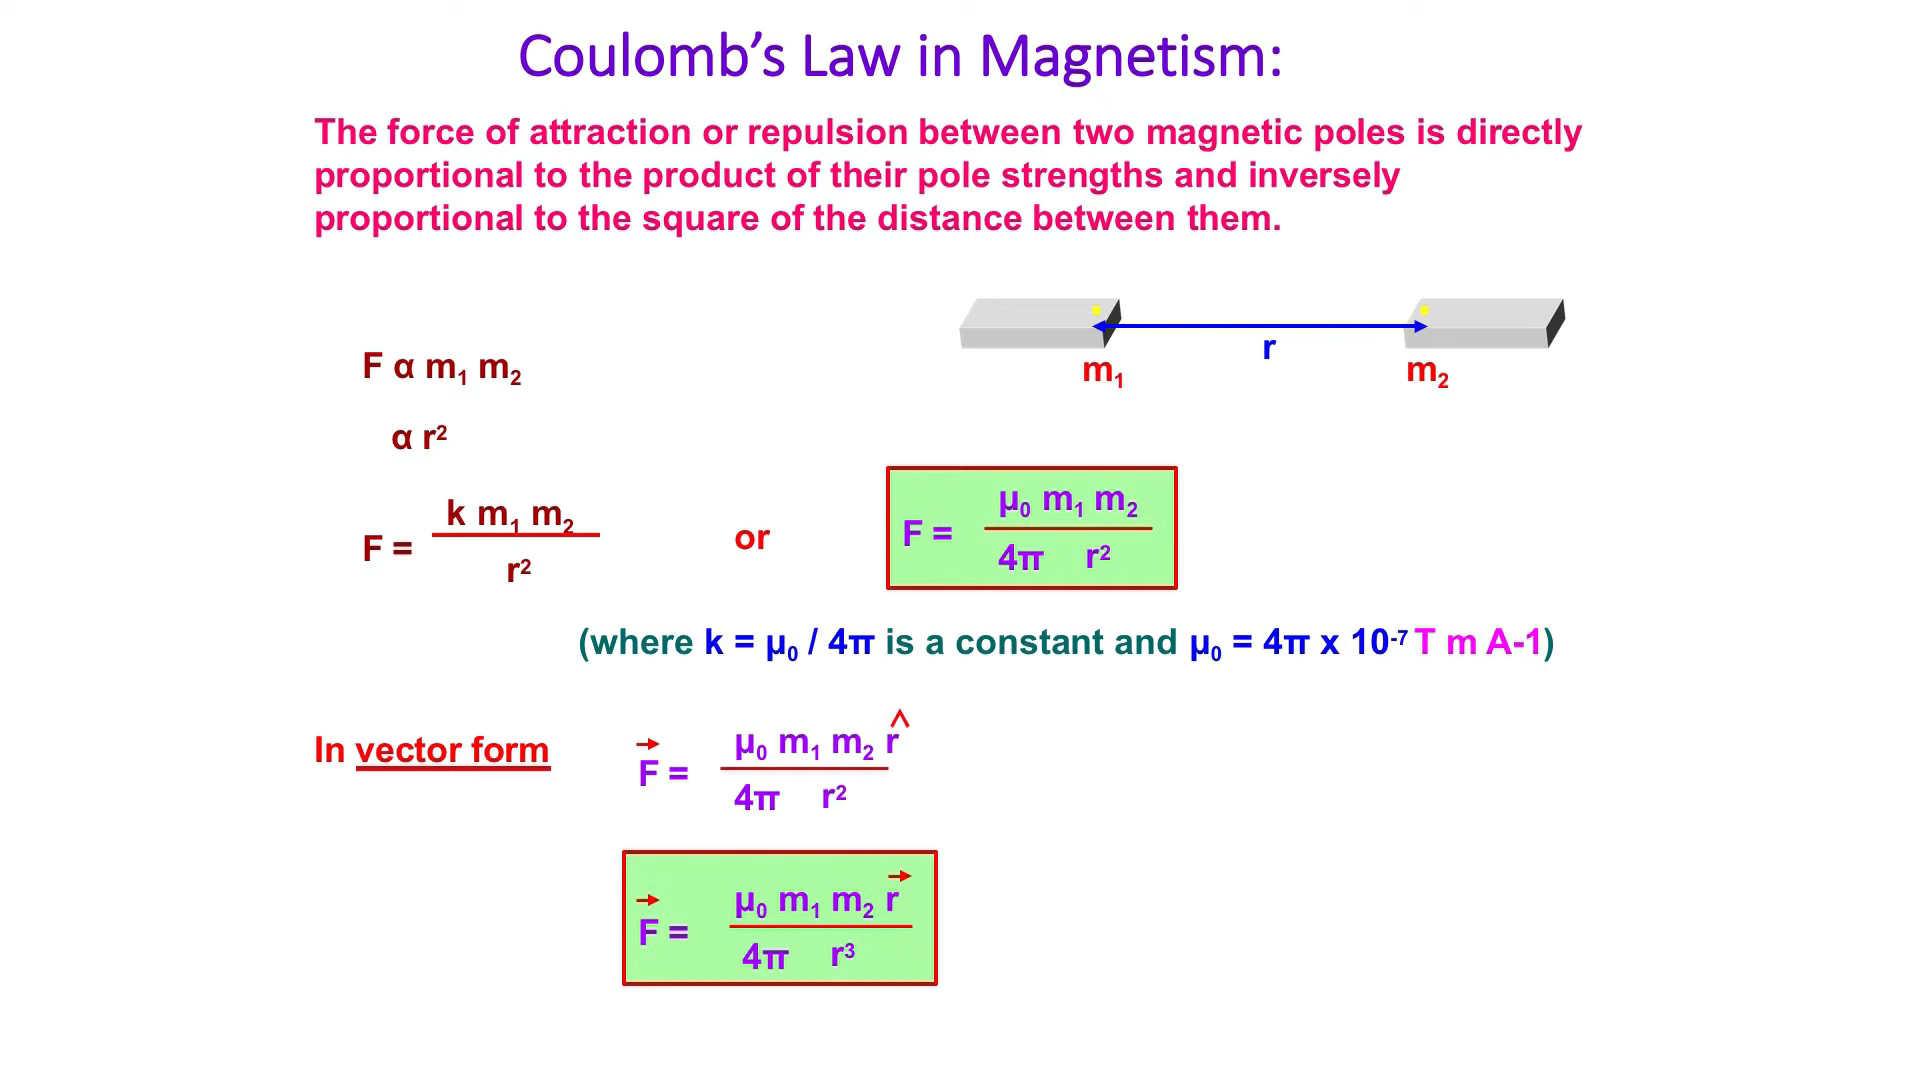 Coulomb’s Law in Magnetism:
The force of attraction or repulsion between two magnetic poles is directly
proportional to the product of their pole strengths and inversely
proportional to the square of the distance between them.
r
m₁ m₂
F α m₁ m₂
α r²
k m₁ m₂
F =
r²
or
μ₀ m₁ m₂
F =
4π r²
(where k = μ₀ / 4π is a constant and μ₀ = 4π x 10⁻⁷ T m A-1)
In vector form
μ₀ m₁ m₂ r̂
F⃗ =
4π r²
μ₀ m₁ m₂ r⃗
F⃗ =
4π r³